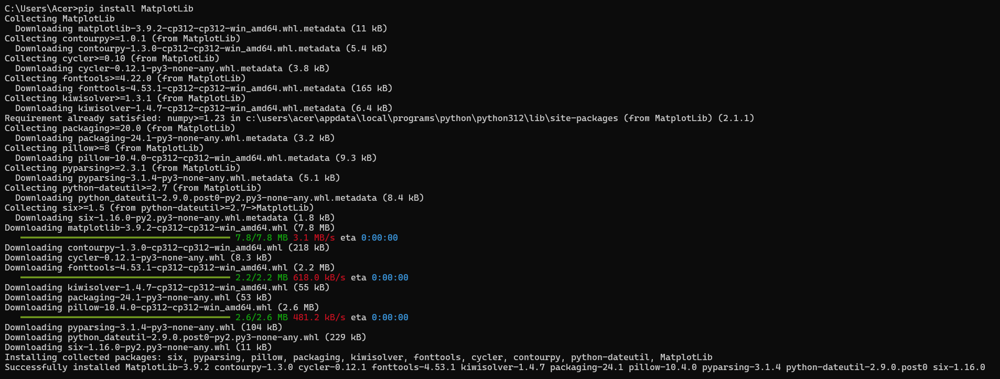 C:\Users\Acer>pip install MatplotLib
Collecting MatplotLib
  Downloading matplotlib-3.9.2-cp312-cp312-win_amd64.whl.metadata (11 kB)
Collecting contourpy>=1.0.1 (from MatplotLib)
  Downloading contourpy-1.3.0-cp312-cp312-win_amd64.whl.metadata (5.4 kB)
Collecting cycler>=0.10 (from MatplotLib)
  Downloading cycler-0.12.1-py3-none-any.whl.metadata (3.8 kB)
Collecting fonttools>=4.22.0 (from MatplotLib)
  Downloading fonttools-4.53.1-cp312-cp312-win_amd64.whl.metadata (165 kB)
Collecting kiwisolver>=1.3.1 (from MatplotLib)
  Downloading kiwisolver-1.4.7-cp312-cp312-win_amd64.whl.metadata (6.4 kB)
Requirement already satisfied: numpy>=1.23 in c:\users\acer\appdata\local\programs\python\python312\lib\site-packages (from MatplotLib) (2.1.1)
Collecting packaging>=20.0 (from MatplotLib)
  Downloading packaging-24.1-py3-none-any.whl.metadata (3.2 kB)
Collecting pillow>=8 (from MatplotLib)
  Downloading pillow-10.4.0-cp312-cp312-win_amd64.whl.metadata (9.3 kB)
Collecting pyparsing>=2.3.1 (from MatplotLib)
  Downloading pyparsing-3.1.4-py3-none-any.whl.metadata (5.1 kB)
Collecting python-dateutil>=2.7 (from MatplotLib)
  Downloading python_dateutil-2.9.0.post0-py2.py3-none-any.whl.metadata (8.4 kB)
Collecting six>=1.5 (from python-dateutil>=2.7->MatplotLib)
  Downloading six-1.16.0-py2.py3-none-any.whl.metadata (1.8 kB)
Downloading matplotlib-3.9.2-cp312-cp312-win_amd64.whl (7.8 MB)
7.8/7.8 MB 3.1 MB/s eta 0:00:00
Downloading contourpy-1.3.0-cp312-cp312-win_amd64.whl (218 kB)
Downloading cycler-0.12.1-py3-none-any.whl (8.3 kB)
Downloading fonttools-4.53.1-cp312-cp312-win_amd64.whl (2.2 MB)
2.2/2.2 MB 618.0 kB/s eta 0:00:00
Downloading kiwisolver-1.4.7-cp312-cp312-win_amd64.whl (55 kB)
Downloading packaging-24.1-py3-none-any.whl (53 kB)
Downloading pillow-10.4.0-cp312-cp312-win_amd64.whl (2.6 MB)
2.6/2.6 MB 481.2 kB/s eta 0:00:00
Downloading pyparsing-3.1.4-py3-none-any.whl (104 kB)
Downloading python_dateutil-2.9.0.post0-py2.py3-none-any.whl (229 kB)
Downloading six-1.16.0-py2.py3-none-any.whl (11 kB)
Installing collected packages: six, pyparsing, pillow, packaging, kiwisolver, fonttools, cycler, contourpy, python-dateutil, MatplotLib
Successfully installed MatplotLib-3.9.2 contourpy-1.3.0 cycler-0.12.1 fonttools-4.53.1 kiwisolver-1.4.7 packaging-24.1 pillow-10.4.0 pyparsing-3.1.4 python-dateutil-2.9.0.post0 six-1.16.0